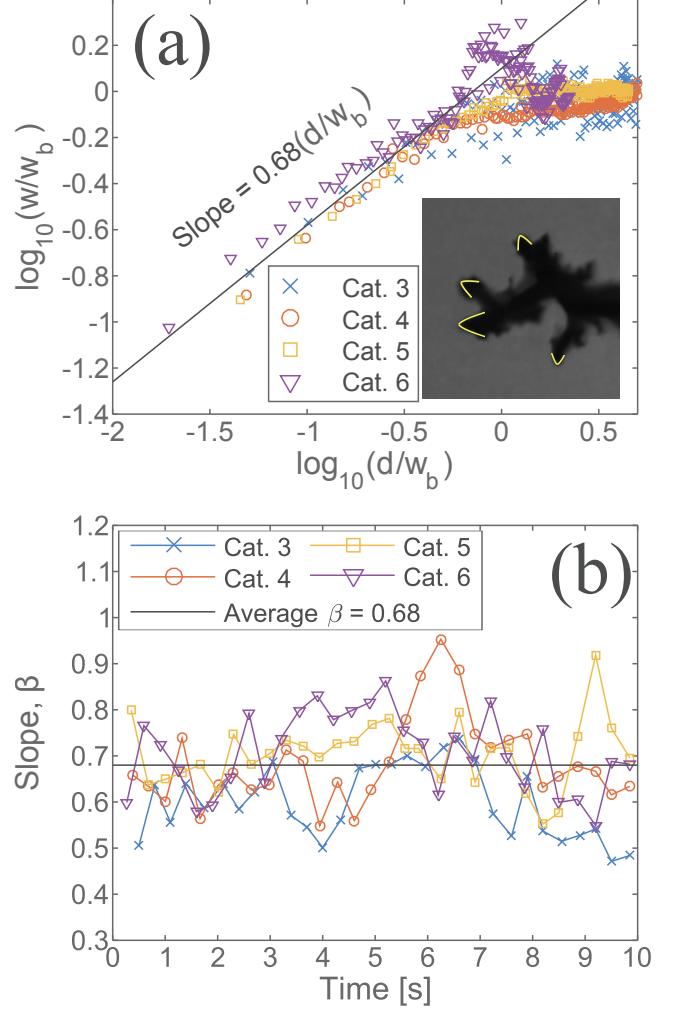 (a)
0.2
0
-0.2
-0.4
-0.6
-0.8
-1
-1.2
-1.4
log10(w/wb)
Slope = 0.68(d/wb)
Cat. 3
Cat. 4
Cat. 5
Cat. 6
-2 -1.5 -1 -0.5 0 0.5
log10(d/wb)
(b)
1.2
1.1
1
0.9
0.8
0.7
0.6
0.5
0.4
0.3
Slope, β
Cat. 3 Cat. 5
Cat. 4 Cat. 6
Average β = 0.68
0 1 2 3 4 5 6 7 8 9 10
Time [s]